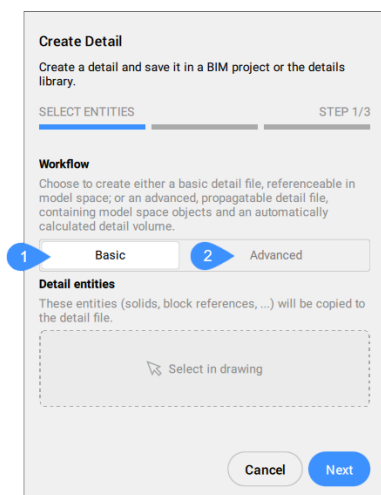 Create Detail
Create a detail and save it in a BIM project or the details
library.
SELECT ENTITIES STEP 1/3
Workflow
Choose to create either a basic detail file, referenceable in
model space; or an advanced, propagatable detail file,
containing model space objects and an automatically
calculated detail volume.
1 Basic 2 Advanced
Detail entities
These entities (solids, block references, ...) will be copied to
the detail file.
Select in drawing
Cancel Next